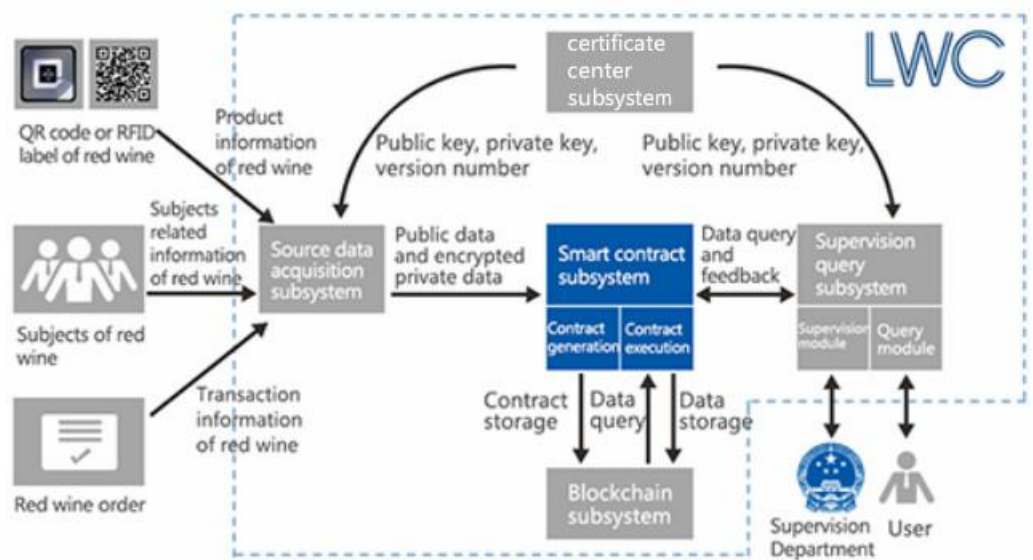 certificate
center
subsystem
LWC
QR code or RFID
label of red wine
Product
information
of red wine
Public key, private key,
version number
Public key, private key,
version number
Subjects
related
information
of red wine
Source data
acquisition
subsystem
Public data
and encrypted
private data
Smart contract
subsystem
Data query
and
feedback
Supervision
query
subsystem
Contract
generation
Contract
execution
Supervision
module
Query
module
Subjects of red
wine
Transaction
information
of red wine
Contract
storage
Data
query
Data
storage
Red wine order
Blockchain
subsystem
Supervision
Department
User